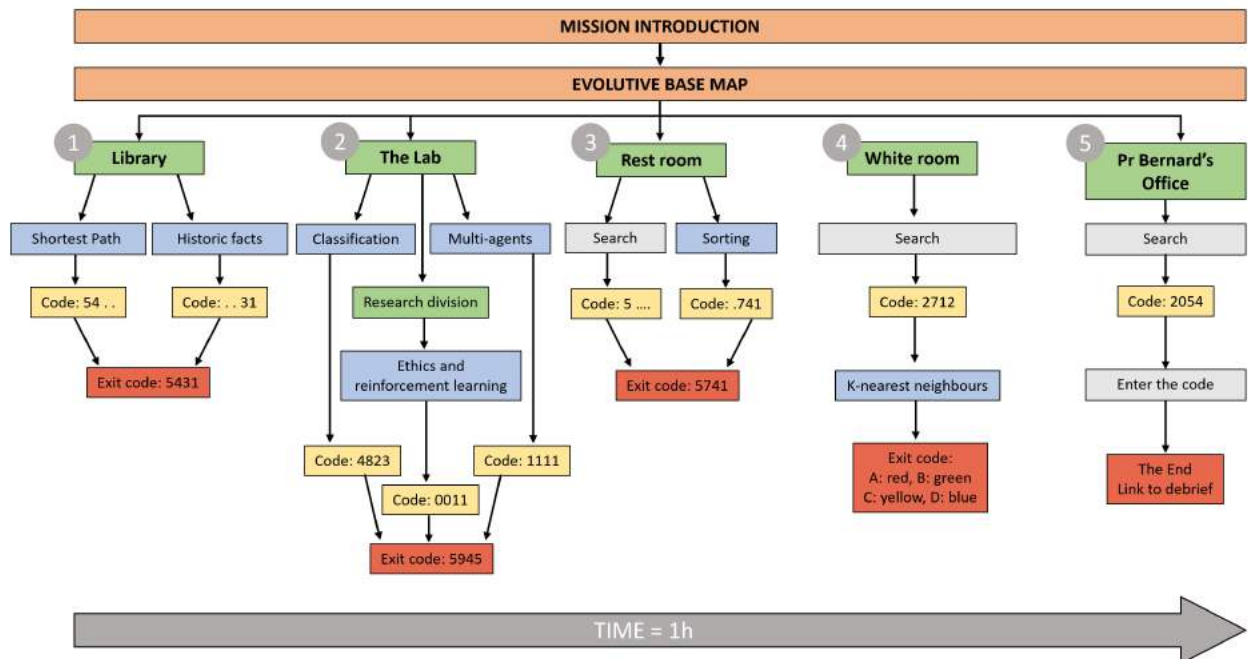 MISSION INTRODUCTION
EVOLUTIVE BASE MAP
1
Library
2
The Lab
3
Rest room
4
White room
5
Pr Bernard's
Office
Shortest Path
Historic facts
Classification
Multi-agents
Search
Sorting
Search
Search
Code: 54 . .
Code: . . 31
Research division
Code: 5 ....
Code: .741
Code: 2712
Code: 2054
Exit code: 5431
Ethics and
reinforcement learning
Exit code: 5741
K-nearest neighbours
Enter the code
Code: 4823
Code: 1111
Code: 0011
Exit code:
A: red, B: green
C: yellow, D: blue
The End
Link to debrief
Exit code: 5945
TIME = 1h